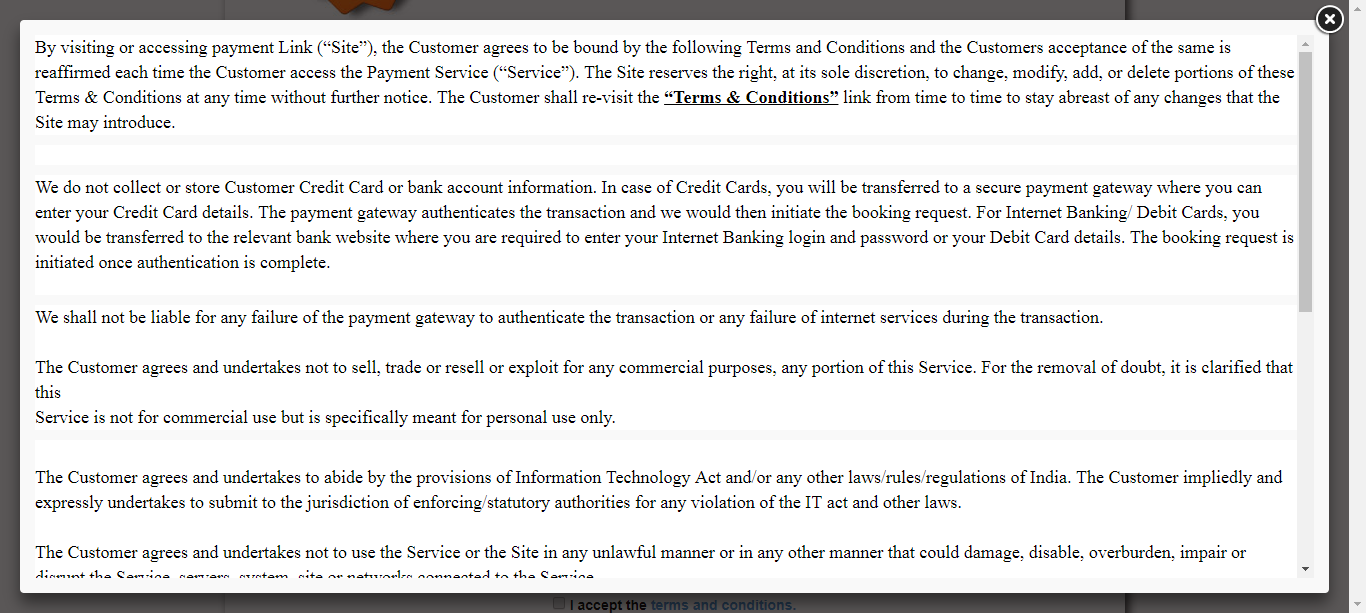 By visiting or accessing payment Link (“Site”), the Customer agrees to be bound by the following Terms and Conditions and the Customers acceptance of the same is
reaffirmed each time the Customer access the Payment Service (“Service”). The Site reserves the right, at its sole discretion, to change, modify, add, or delete portions of these
Terms & Conditions at any time without further notice. The Customer shall re-visit the “Terms & Conditions” link from time to time to stay abreast of any changes that the
Site may introduce.
We do not collect or store Customer Credit Card or bank account information. In case of Credit Cards, you will be transferred to a secure payment gateway where you can
enter your Credit Card details. The payment gateway authenticates the transaction and we would then initiate the booking request. For Internet Banking/ Debit Cards, you
would be transferred to the relevant bank website where you are required to enter your Internet Banking login and password or your Debit Card details. The booking request is
initiated once authentication is complete.
We shall not be liable for any failure of the payment gateway to authenticate the transaction or any failure of internet services during the transaction.
The Customer agrees and undertakes not to sell, trade or resell or exploit for any commercial purposes, any portion of this Service. For the removal of doubt, it is clarified that
this
Service is not for commercial use but is specifically meant for personal use only.
The Customer agrees and undertakes to abide by the provisions of Information Technology Act and/or any other laws/rules/regulations of India. The Customer impliedly and
expressly undertakes to submit to the jurisdiction of enforcing/statutory authorities for any violation of the IT act and other laws.
The Customer agrees and undertakes not to use the Service or the Site in any unlawful manner or in any other manner that could damage, disable, overburden, impair or
disrupt the Service, servers, system, site or networks connected to the Service
I accept the terms and conditions.